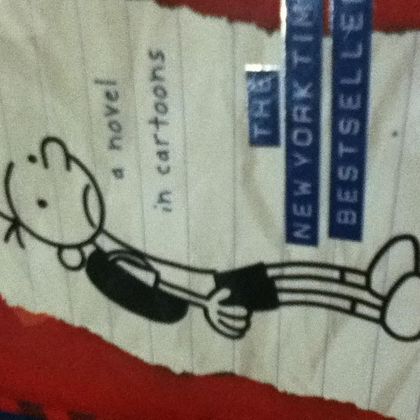 a novel
in cartoons
THE
NEW YORK TIM
BESTSELLE